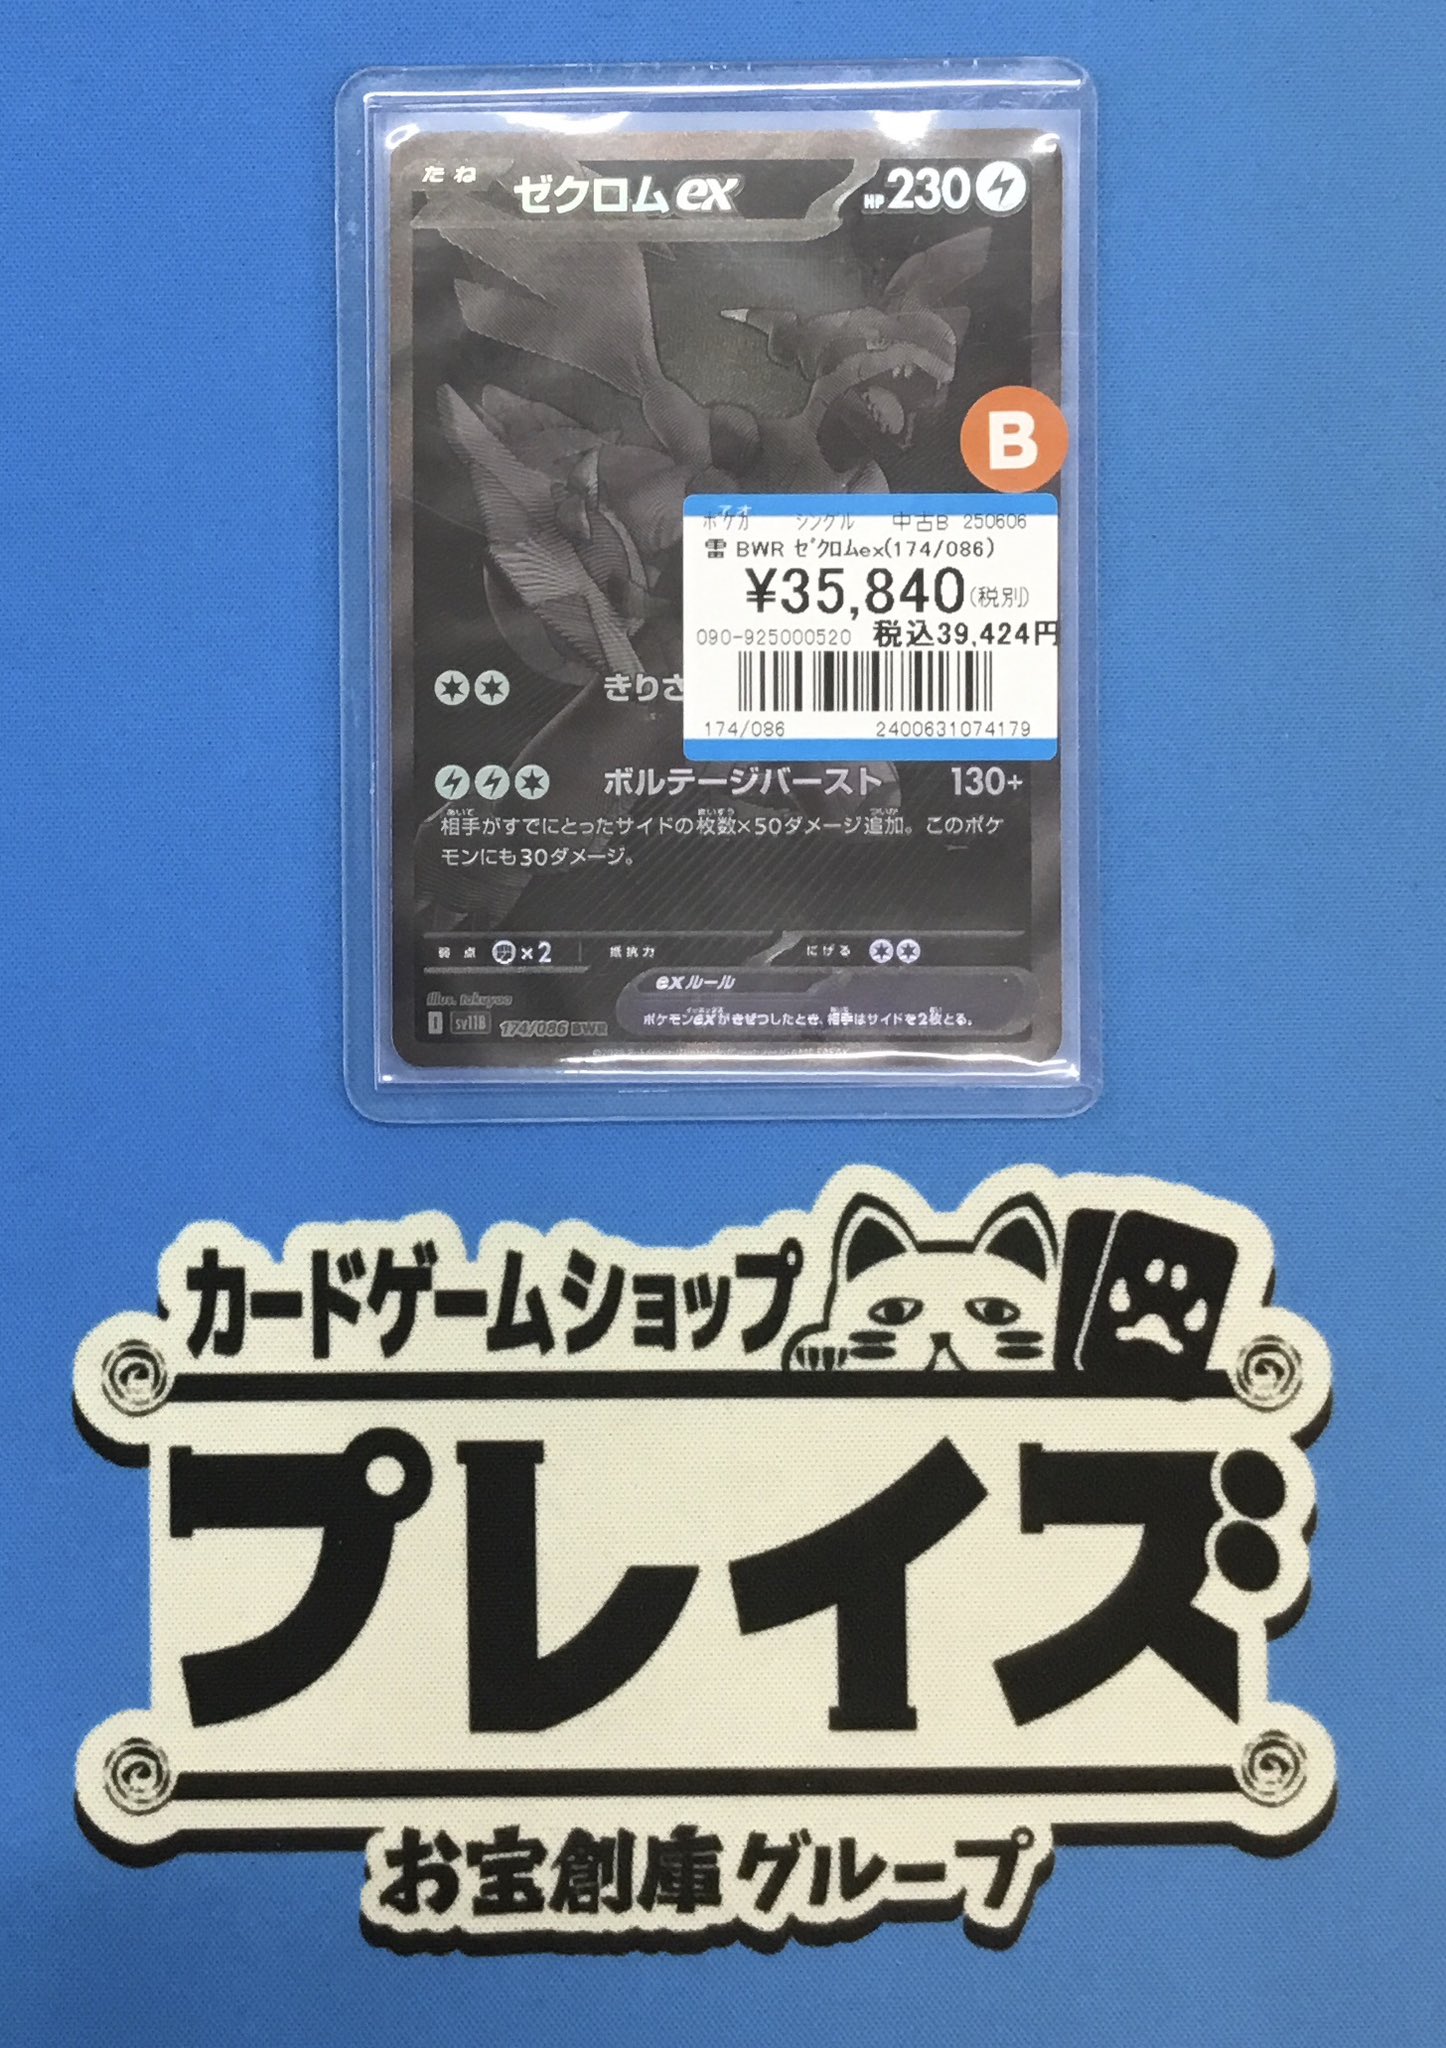 たね
ゼクロムex
HP 230
B
ポケカ シングル 中古B 250606
雷 BWR ｾﾞｸﾛﾑex(174/086)
¥35,840(税別)
090-925000520 税込39,424円
174/086 2400631074179
きりさ
ボルテージバースト 130+
相手がすでにとったサイドの枚数×50ダメージ追加。このポケ
モンにも30ダメージ。
弱点 ×2 抵抗力 にげる
exルール
ポケモンexがきぜつしたとき、相手はサイドを2枚とる。
Illus. takuyoa
I sv11B 174/086 BWR
カードゲームショップ
プレイズ
お宝創庫グループ